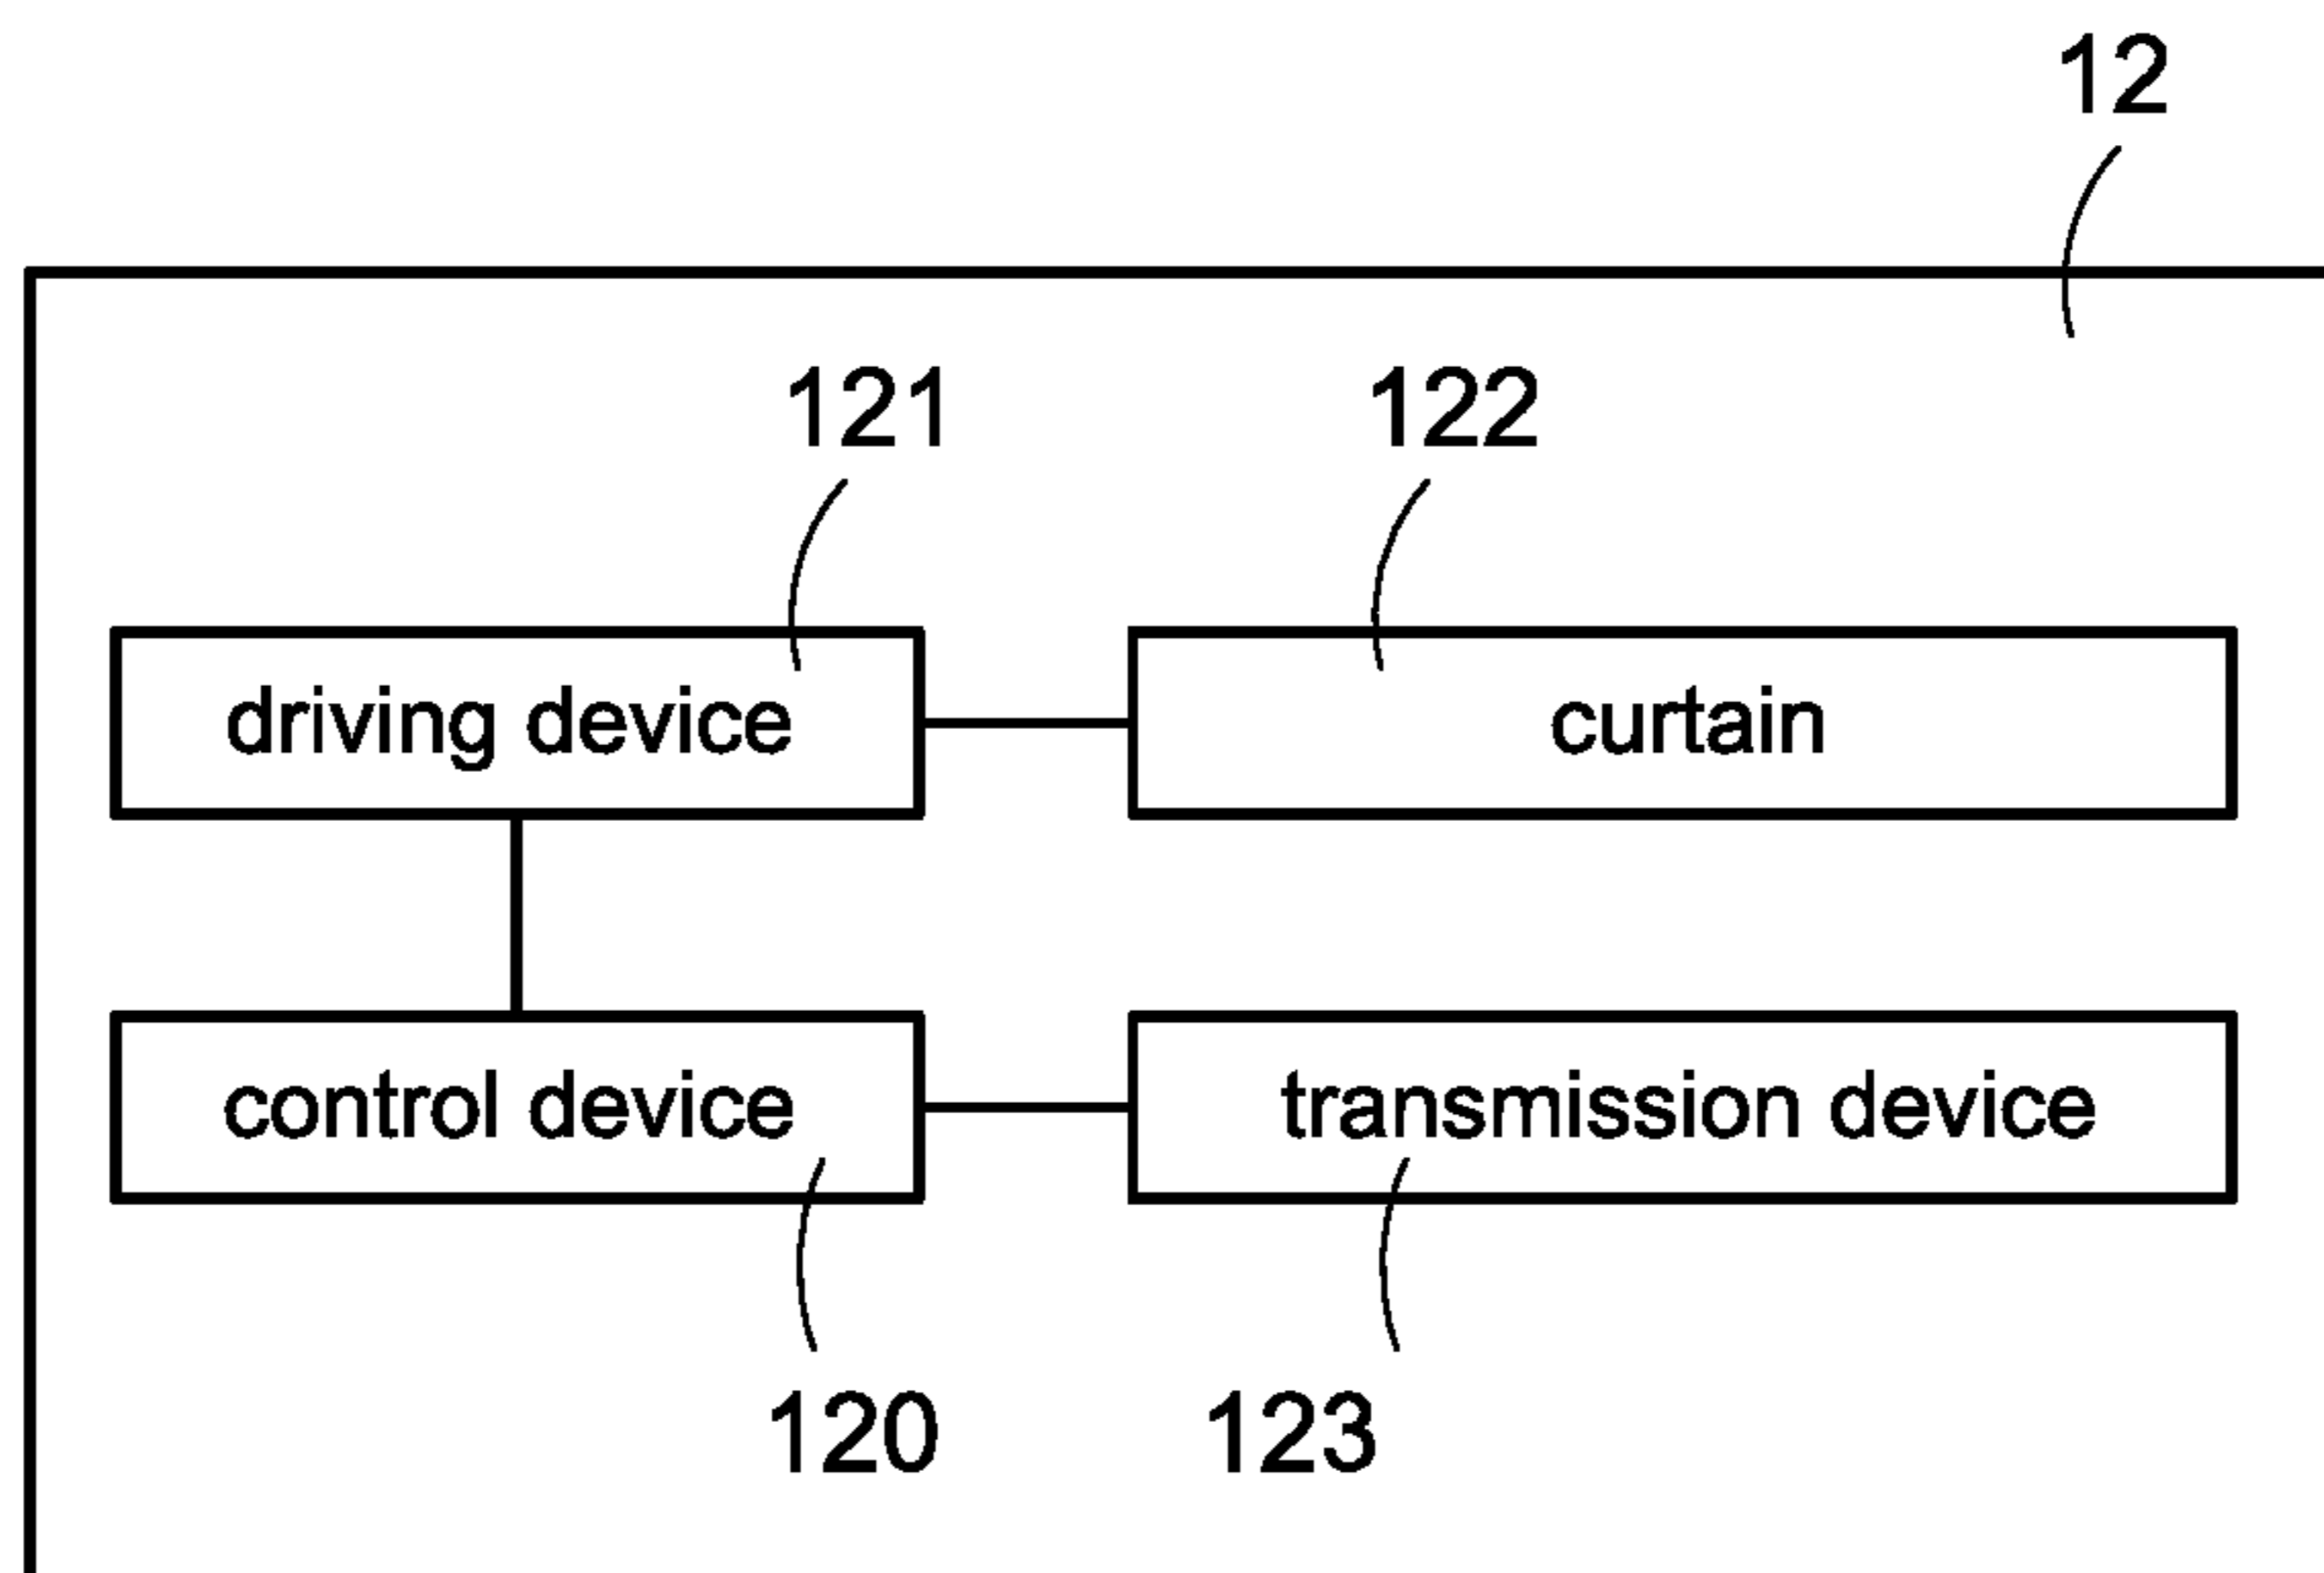 12
121
122
driving device
curtain
control device
transmission device
120
123